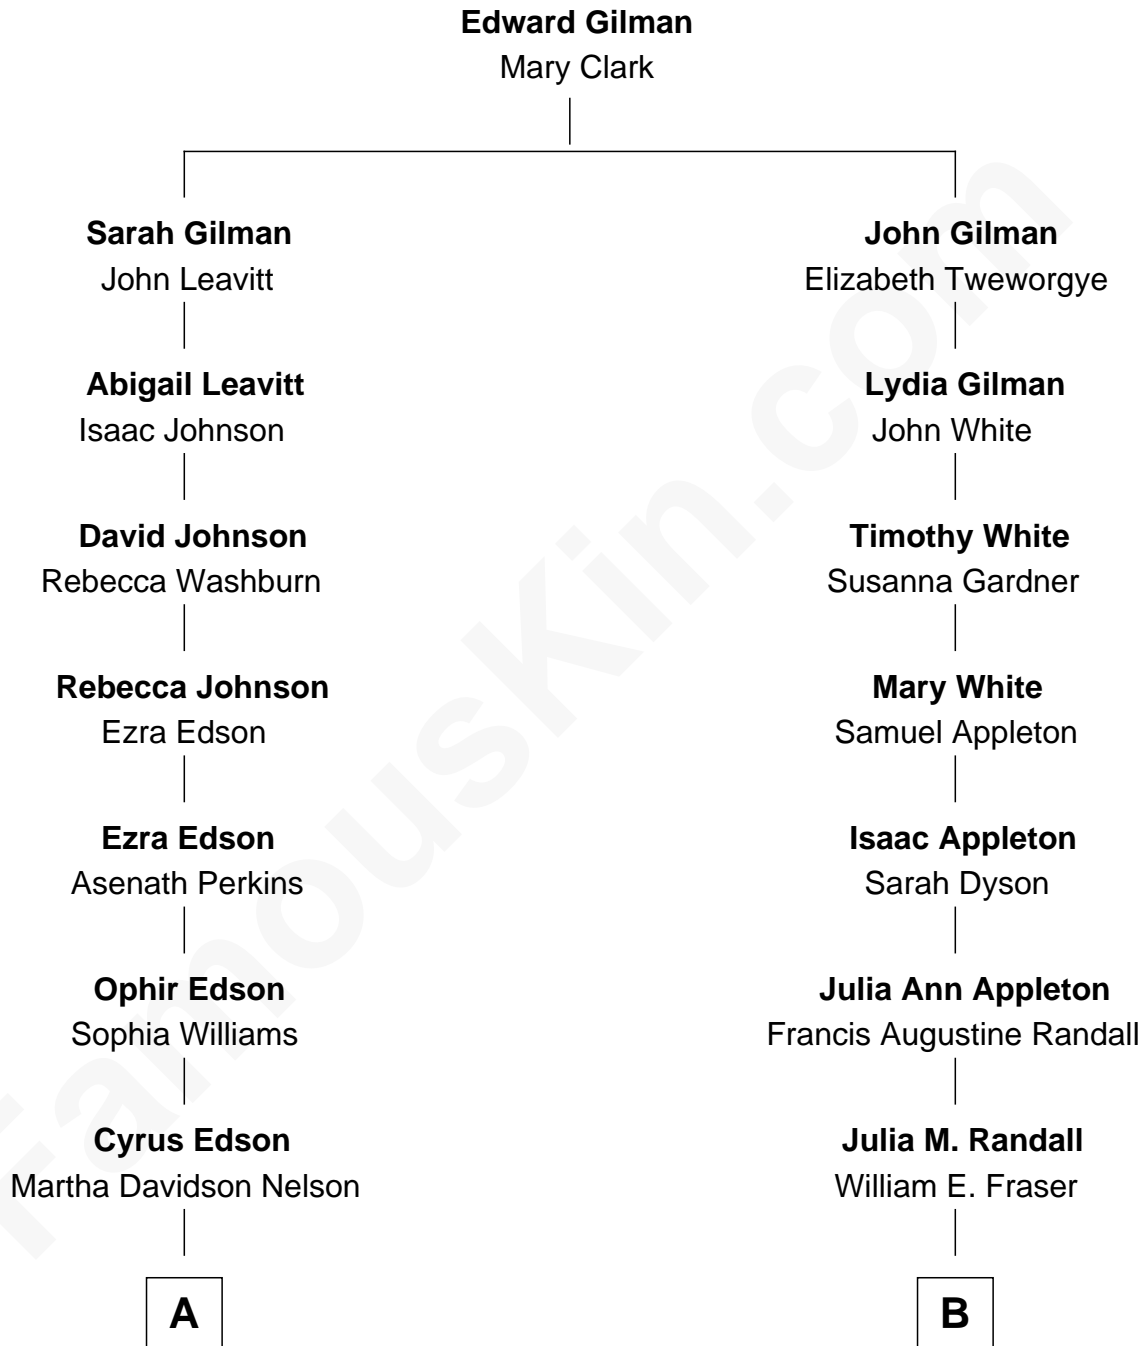 Edward Gilman
Mary Clark
Sarah Gilman
John Leavitt
John Gilman
Elizabeth Tweworgye
Abigail Leavitt
Isaac Johnson
Lydia Gilman
John White
David Johnson
Rebecca Washburn
Timothy White
Susanna Gardner
Rebecca Johnson
Ezra Edson
Mary White
Samuel Appleton
Ezra Edson
Asenath Perkins
Isaac Appleton
Sarah Dyson
Ophir Edson
Sophia Williams
Julia Ann Appleton
Francis Augustine Randall
Cyrus Edson
Martha Davidson Nelson
Julia M. Randall
William E. Fraser
A
B
FamousKin.com